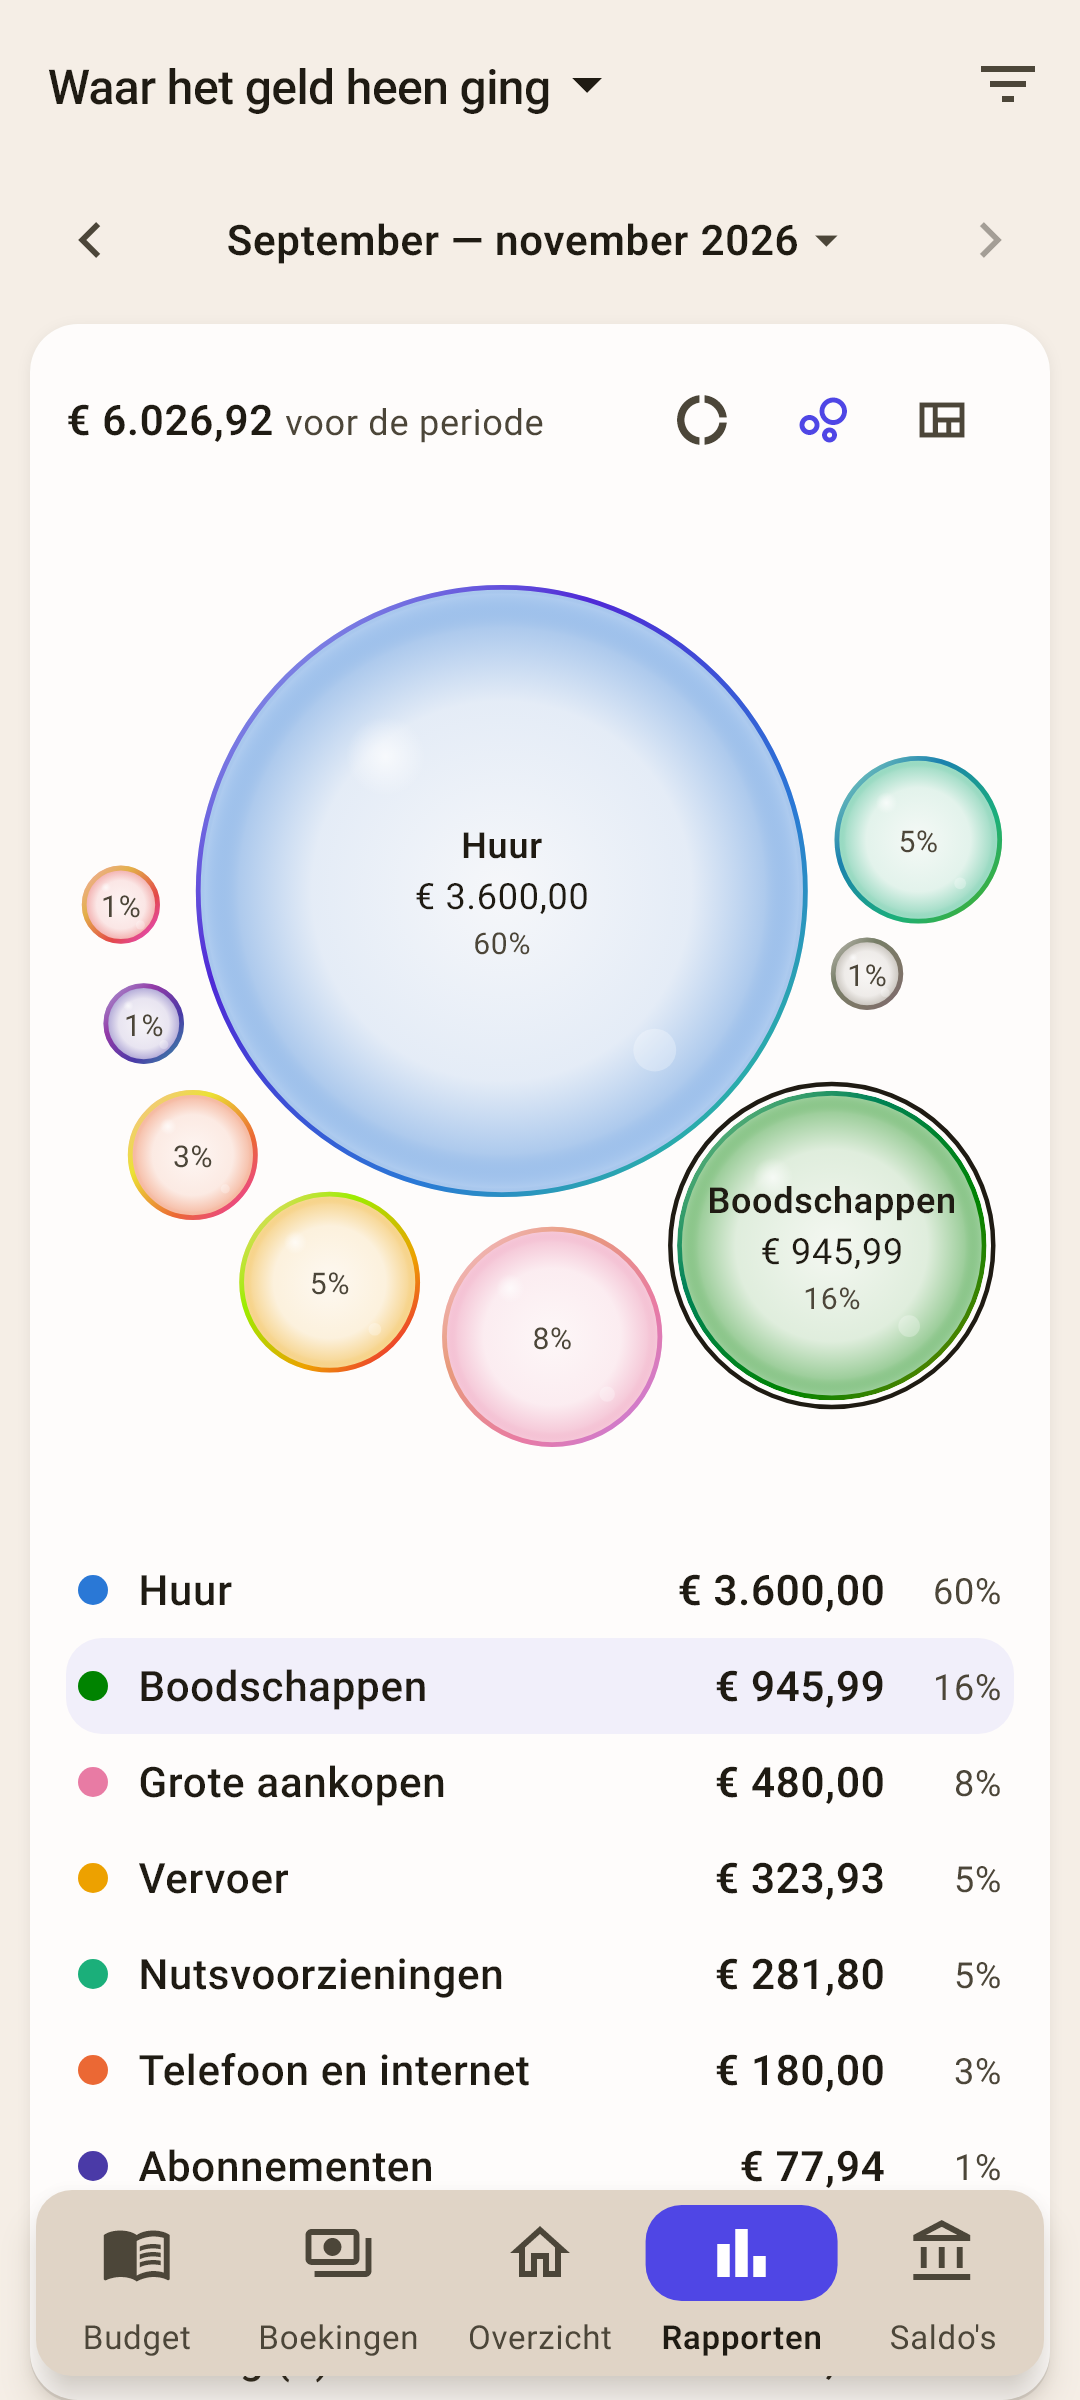 Waar het geld heen ging
September — november 2026
€ 6.026,92 voor de periode
Huur
€ 3.600,00
60%
5%
1%
1%
1%
3%
5%
8%
Boodschappen
€ 945,99
16%
Huur € 3.600,00 60%
Boodschappen € 945,99 16%
Grote aankopen € 480,00 8%
Vervoer € 323,93 5%
Nutsvoorzieningen € 281,80 5%
Telefoon en internet € 180,00 3%
Abonnementen € 77,94 1%
Budget Boekingen Overzicht Rapporten Saldo's